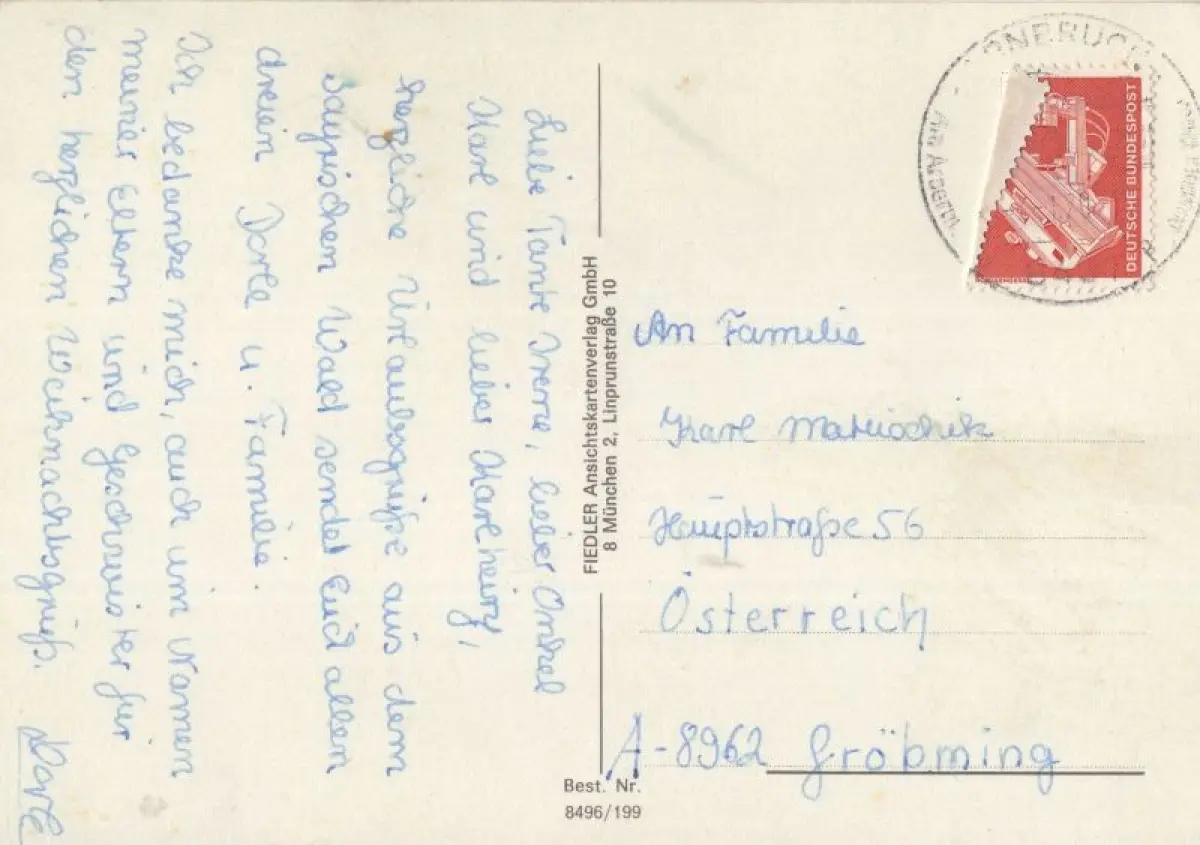 Liebe Tante Irene, lieber Onkel
Karl und lieber Karlheinz,
herzliche Urlaubsgrüße aus dem
Bayrischen Wald sendet Euch allen
dreien Dorle u. Familie.
Ich bedanke mich, auch im Namen
meiner Eltern und Geschwister für
den herzlichen Weihnachtsgruß.
Dorle
FIEDLER Ansichtskartenverlag GmbH
8 München 2, Linprunstraße 10
Best. Nr.
8496/199
DEUTSCHE BUNDESPOST
An Familie
Karl
Hauptstraße 56
Österreich
A-8962 Gröbming